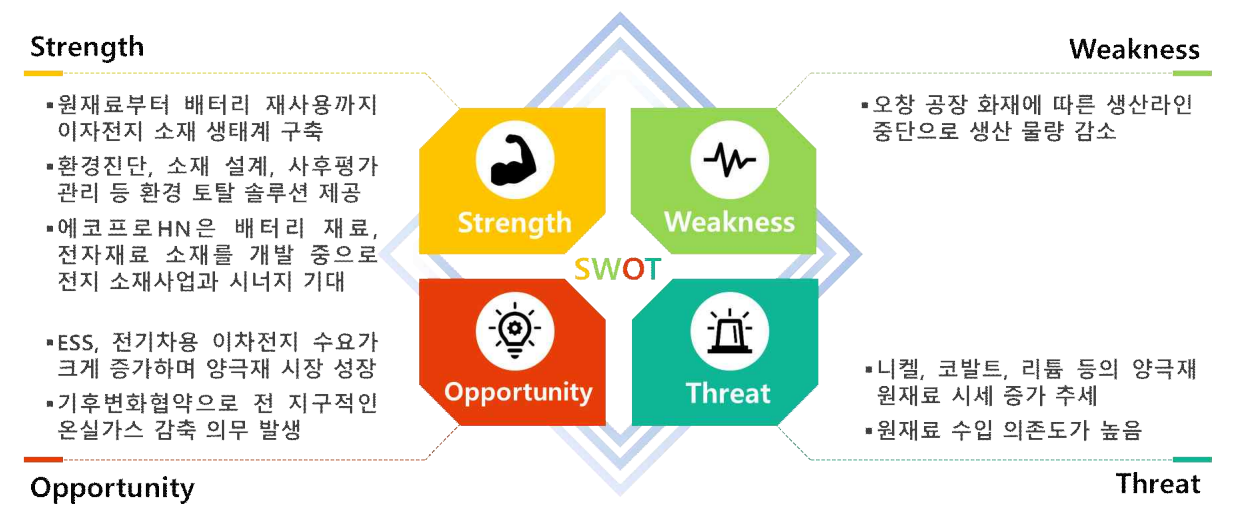 Strength
▪원재료부터 배터리 재사용까지
이자전지 소재 생태계 구축
▪환경진단, 소재 설계, 사후평가
관리 등 환경 토탈 솔루션 제공
▪에코프로HN은 배터리 재료,
전자재료 소재를 개발 중으로
전지 소재사업과 시너지 기대
Weakness
▪오창 공장 화재에 따른 생산라인
중단으로 생산 물량 감소
Strength
Weakness
SWOT
Opportunity
Threat
▪ESS, 전기차용 이차전지 수요가
크게 증가하며 양극재 시장 성장
▪기후변화협약으로 전 지구적인
온실가스 감축 의무 발생
Opportunity
▪니켈, 코발트, 리튬 등의 양극재
원재료 시세 증가 추세
▪원재료 수입 의존도가 높음
Threat